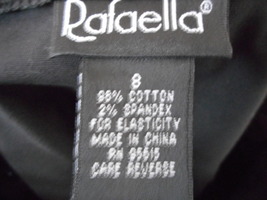 Rafaella®
8
98% COTTON
2% SPANDEX
FOR ELASTICITY
MADE IN CHINA
RN 95615
CARE REVERSE